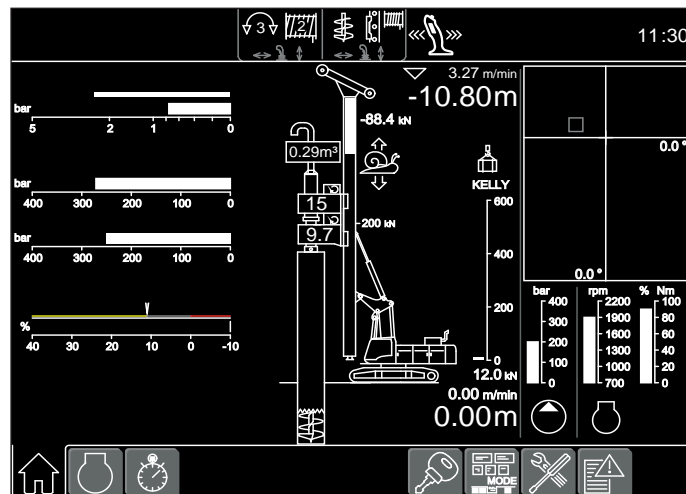 3 2
11:30
3.27 m/min
-10.80m
bar
5 2 1 0
-88.4 kN
0.29m³
0.0 °
KELLY
bar
400 300 200 100 0
15
600
200 kN
9.7
bar
400 300 200 100 0
400
200
0
0.0 °
bar rpm % Nm
400 2200 100
300 1900 80
200 1600 60
1300 40
100 1000 20
0 700 0
%
40 30 20 10 0 -10
12.0 kN
0.00 m/min
0.00m
MODE